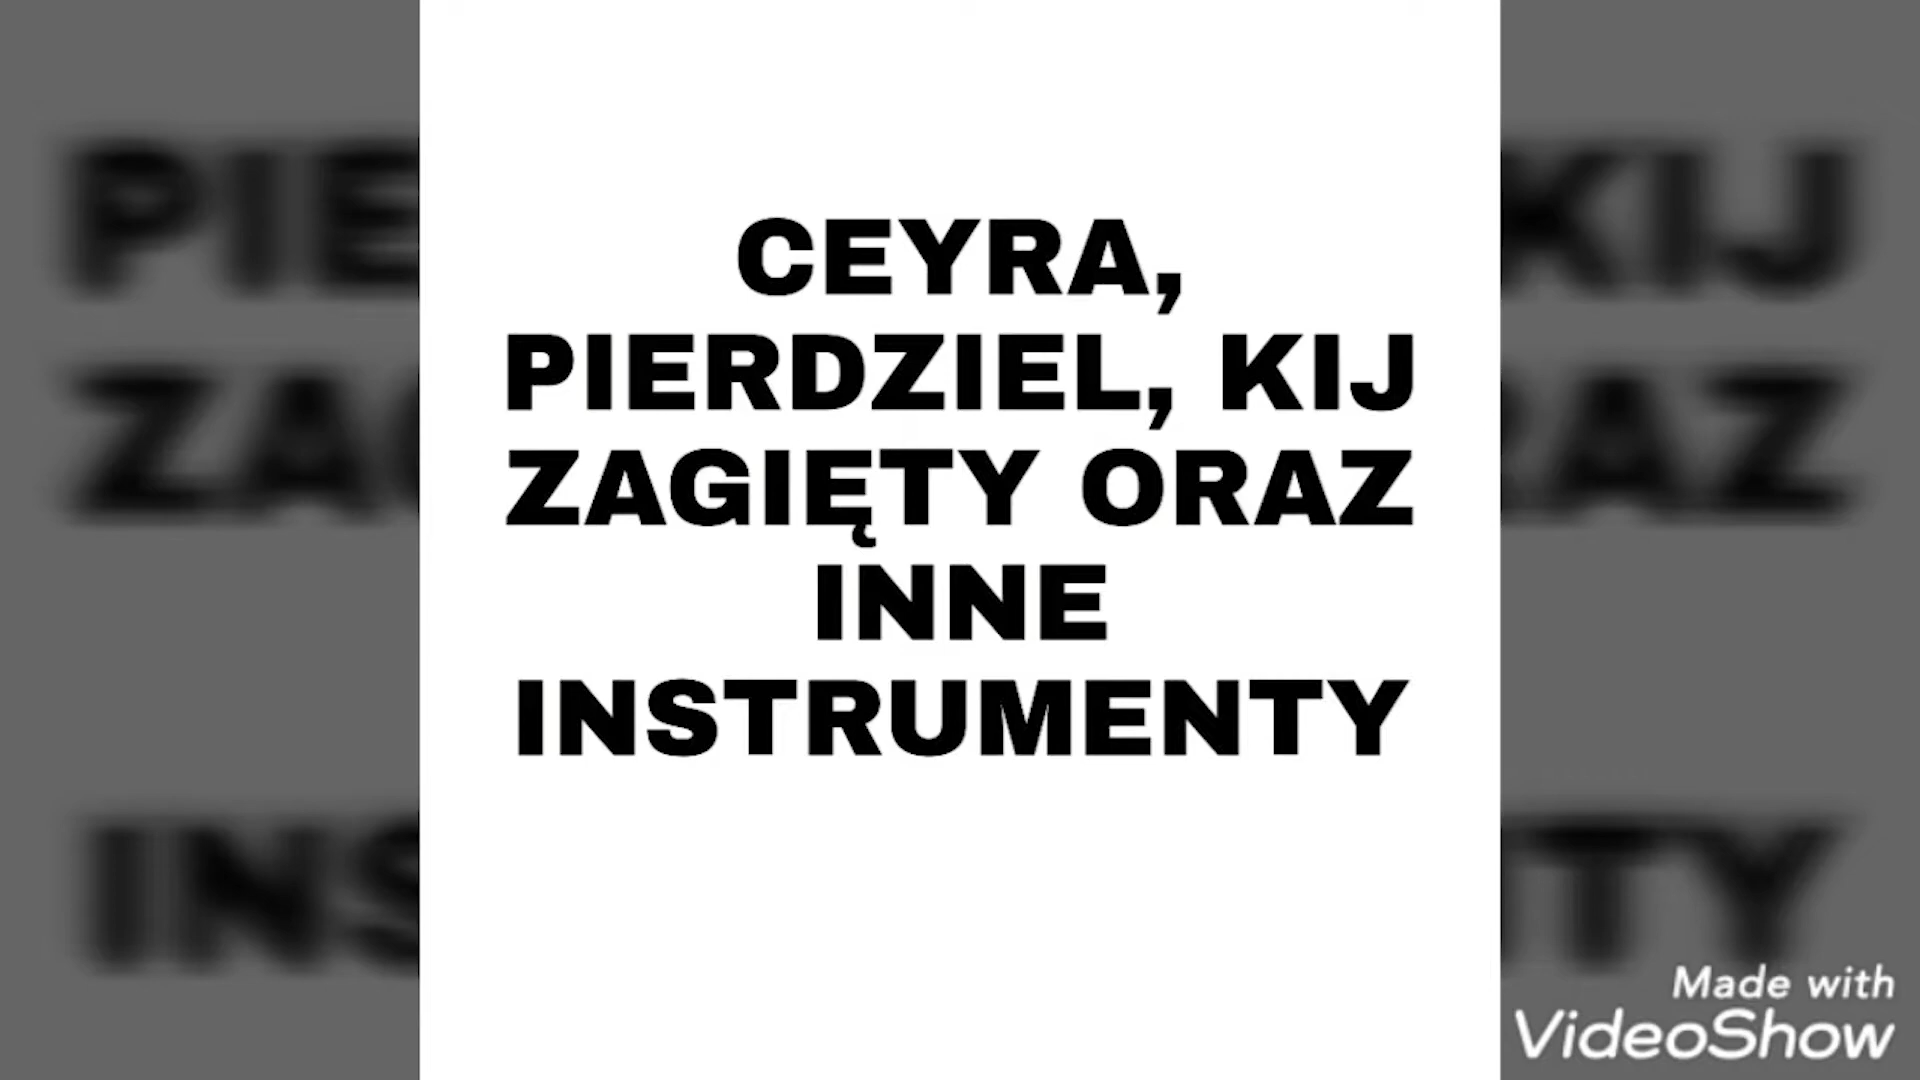 CEYRA,
PIERDZIEL, KIJ
ZAGIĘTY ORAZ
INNE
INSTRUMENTY
Made with
VideoShow